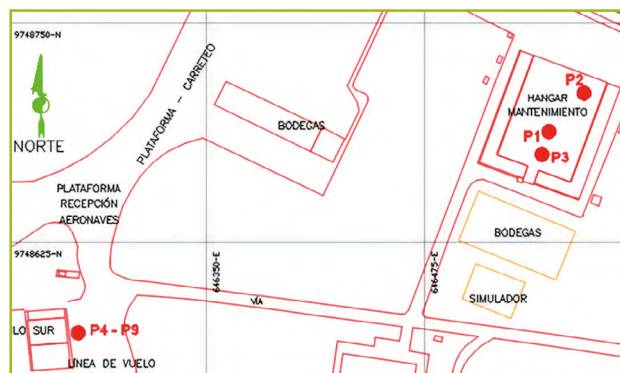 9748750-N
NORTE
PLATAFORMA - CARRETEO
BODEGAS
P2
HANGAR
MANTENIMIENTO
P1
P3
PLATAFORMA
RECEPCIÓN
AERONAVES
BODEGAS
9748625-N
646350-E
646475-E
SIMULADOR
VÍA
LO SUR
P4 - P9
LÍNEA DE VUELO